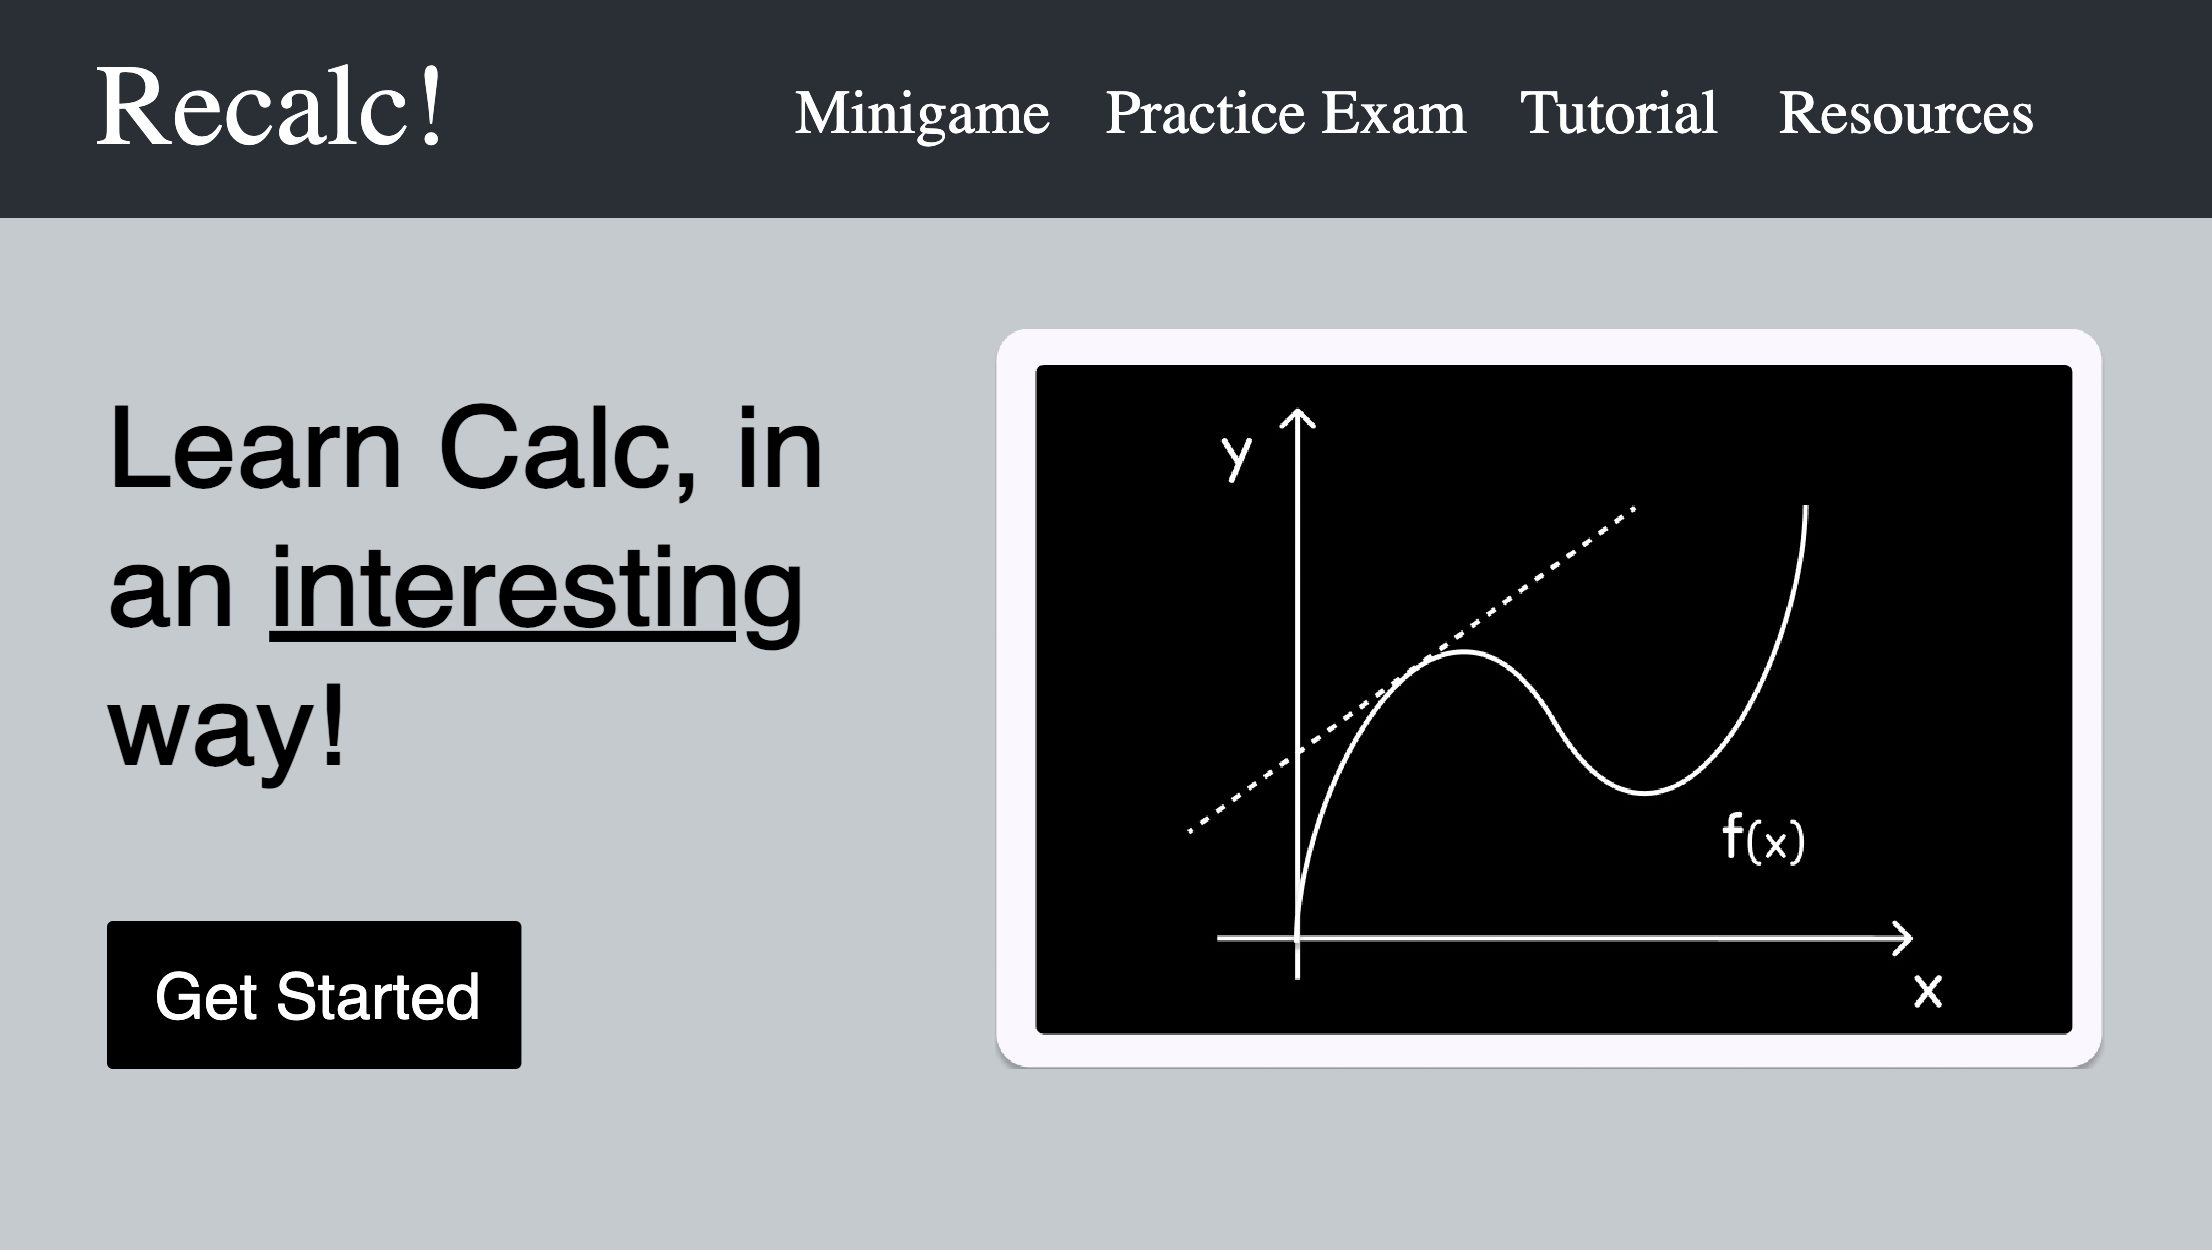 Recalc!
Minigame Practice Exam Tutorial Resources
Learn Calc, in
an interesting
way!
Get Started
y
f(x)
x